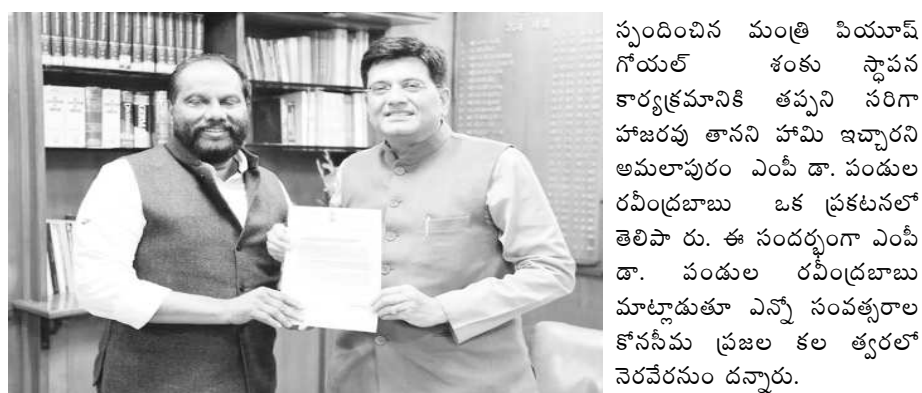 స్పందించిన మంత్రి పియూష్
గోయల్ శంకు స్థాపన
కార్యక్రమానికి తప్పని సరిగా
హాజరవు తానని హామి ఇచ్చారని
అమలాపురం ఎంపీ డా. పండుల
రవీంద్రబాబు ఒక ప్రకటనలో
తెలిపా రు. ఈ సందర్భంగా ఎంపీ
డా. పండుల రవీంద్రబాబు
మాట్లాడుతూ ఎన్నో సంవత్సరాల
కోనసీమ ప్రజల కల త్వరలో
నెరవేరనుం దన్నారు.